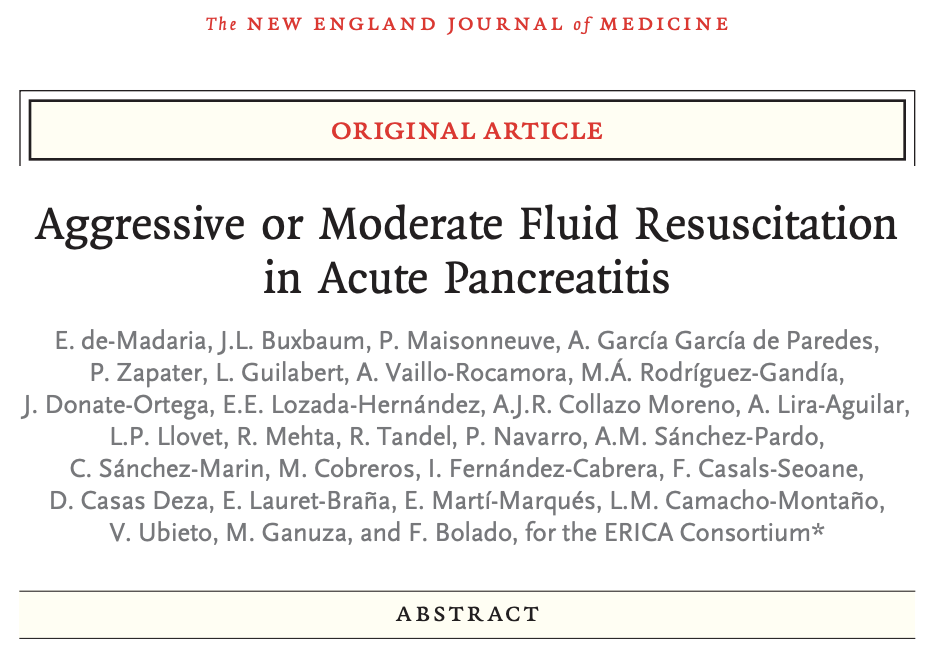 The NEW ENGLAND JOURNAL of MEDICINE
ORIGINAL ARTICLE
Aggressive or Moderate Fluid Resuscitation
in Acute Pancreatitis
E. de-Madaria, J.L. Buxbaum, P. Maisonneuve, A. García García de Paredes,
P. Zapater, L. Guilabert, A. Vaillo-Rocamora, M.Á. Rodríguez-Gandía,
J. Donate-Ortega, E.E. Lozada-Hernández, A.J.R. Collazo Moreno, A. Lira-Aguilar,
L.P. Llovet, R. Mehta, R. Tandel, P. Navarro, A.M. Sánchez-Pardo,
C. Sánchez-Marin, M. Cobreros, I. Fernández-Cabrera, F. Casals-Seoane,
D. Casas Deza, E. Lauret-Braña, E. Martí-Marqués, L.M. Camacho-Montaño,
V. Ubieto, M. Ganuza, and F. Bolado, for the ERICA Consortium*
ABSTRACT